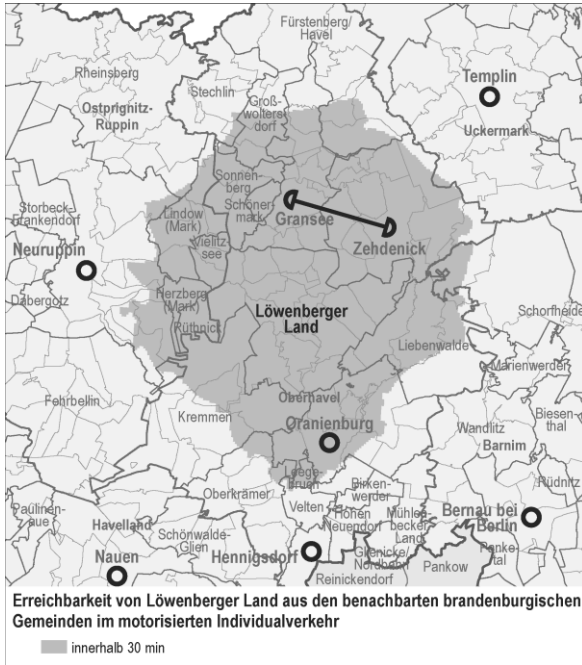 Fürstenberg/
Havel
Rheinsberg
Templin
Stechlin
Groß-
wolters-
dorf
Ostprignitz-
Ruppin
Uckermark
Sonnen-
berg
Schöner-
mark
Gransee
Storbeck-
Frankendorf
Lindow
(Mark)
Vielitz-
see
Zehdenick
Neuruppin
Dabergotz
Herzberg
(Mark)
Rüthnick
Löwenberger
Land
Schorfheide
Liebenwalde
Marienwerder
Fehrbellin
Oberhavel
Kremmen
Oranienburg
Wandlitz
Biesen-
thal
Barnim
Leege-
bruch
Oberkrämer
Birken-
werder
Rüdnitz
Velten
Hohen
Neuendorf
Mühlen-
becker
Land
Bernau bei
Berlin
Paulinen-
aue
Havelland
Schönwalde-
Glien
Panke-
tal
Nauen
Hennigsdorf
Glienicke/
Nordbahn
Reinickendorf
Pankow
Erreichbarkeit von Löwenberger Land aus den benachbarten brandenburgischen
Gemeinden im motorisierten Individualverkehr
innerhalb 30 min